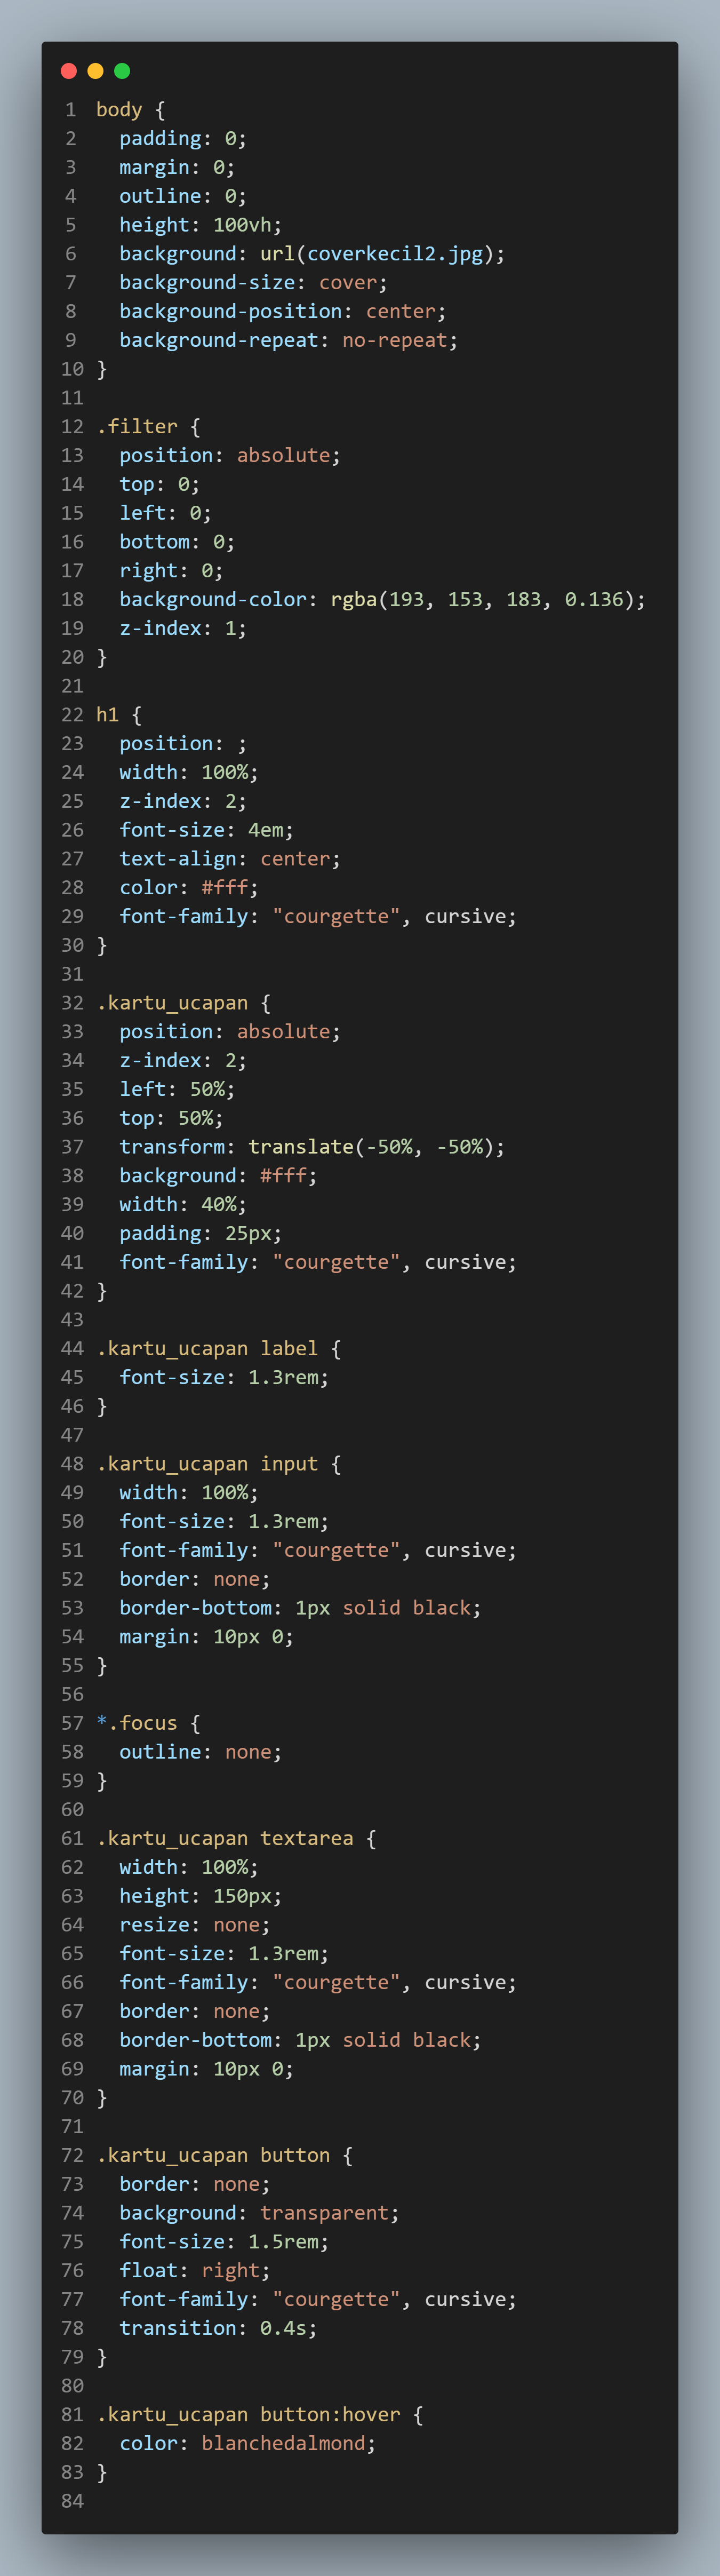 1 body {
2   padding: 0;
3   margin: 0;
4   outline: 0;
5   height: 100vh;
6   background: url(coverkecil2.jpg);
7   background-size: cover;
8   background-position: center;
9   background-repeat: no-repeat;
10 }
11
12 .filter {
13   position: absolute;
14   top: 0;
15   left: 0;
16   bottom: 0;
17   right: 0;
18   background-color: rgba(193, 153, 183, 0.136);
19   z-index: 1;
20 }
21
22 h1 {
23   position: ;
24   width: 100%;
25   z-index: 2;
26   font-size: 4em;
27   text-align: center;
28   color: #fff;
29   font-family: "courgette", cursive;
30 }
31
32 .kartu_ucapan {
33   position: absolute;
34   z-index: 2;
35   left: 50%;
36   top: 50%;
37   transform: translate(-50%, -50%);
38   background: #fff;
39   width: 40%;
40   padding: 25px;
41   font-family: "courgette", cursive;
42 }
43
44 .kartu_ucapan label {
45   font-size: 1.3rem;
46 }
47
48 .kartu_ucapan input {
49   width: 100%;
50   font-size: 1.3rem;
51   font-family: "courgette", cursive;
52   border: none;
53   border-bottom: 1px solid black;
54   margin: 10px 0;
55 }
56
57 *.focus {
58   outline: none;
59 }
60
61 .kartu_ucapan textarea {
62   width: 100%;
63   height: 150px;
64   resize: none;
65   font-size: 1.3rem;
66   font-family: "courgette", cursive;
67   border: none;
68   border-bottom: 1px solid black;
69   margin: 10px 0;
70 }
71
72 .kartu_ucapan button {
73   border: none;
74   background: transparent;
75   font-size: 1.5rem;
76   float: right;
77   font-family: "courgette", cursive;
78   transition: 0.4s;
79 }
80
81 .kartu_ucapan button:hover {
82   color: blanchedalmond;
83 }
84